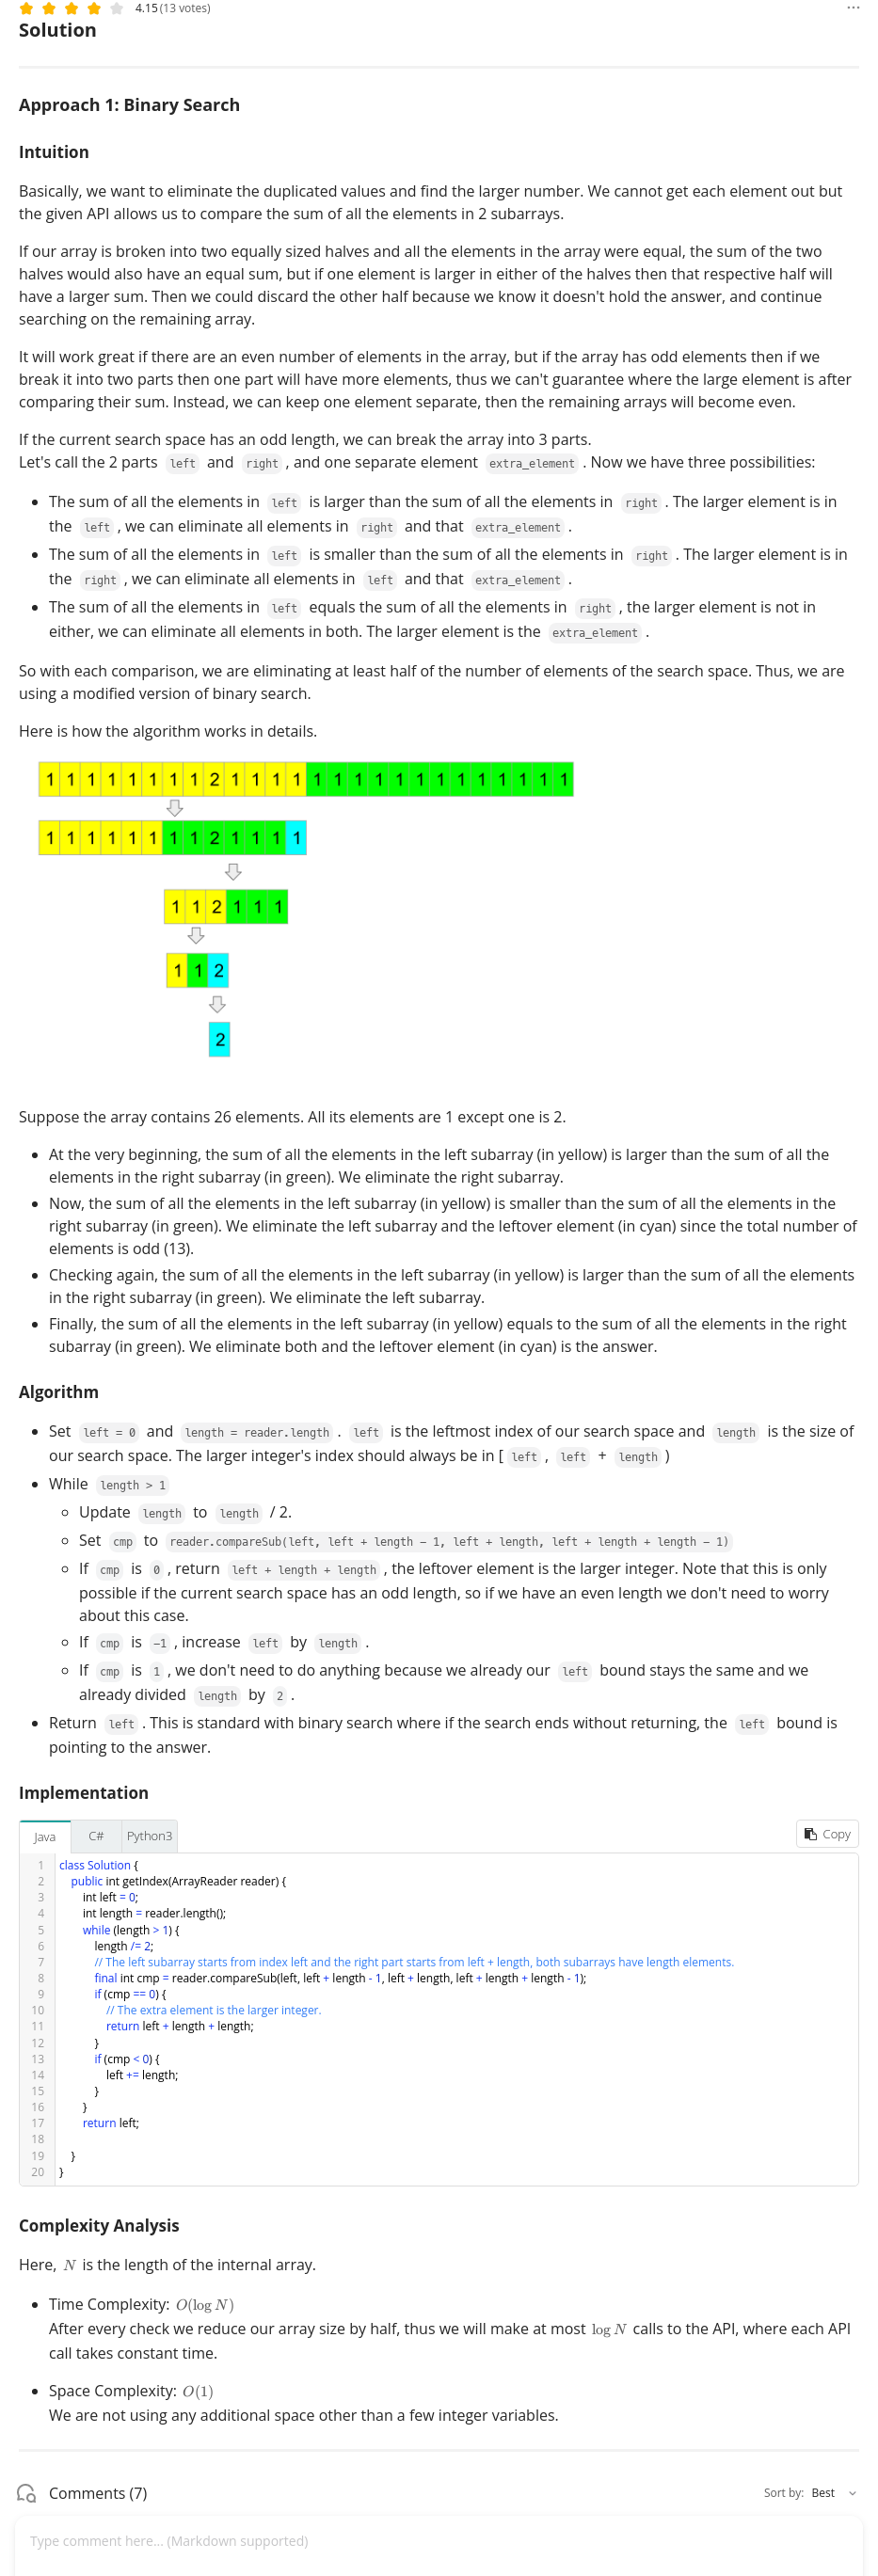 4.15 (13 votes)
Solution
Approach 1: Binary Search
Intuition
Basically, we want to eliminate the duplicated values and find the larger number. We cannot get each element out but
the given API allows us to compare the sum of all the elements in 2 subarrays.
If our array is broken into two equally sized halves and all the elements in the array were equal, the sum of the two
halves would also have an equal sum, but if one element is larger in either of the halves then that respective half will
have a larger sum. Then we could discard the other half because we know it doesn't hold the answer, and continue
searching on the remaining array.
It will work great if there are an even number of elements in the array, but if the array has odd elements then if we
break it into two parts then one part will have more elements, thus we can't guarantee where the large element is after
comparing their sum. Instead, we can keep one element separate, then the remaining arrays will become even.
If the current search space has an odd length, we can break the array into 3 parts.
Let's call the 2 parts left and right , and one separate element extra_element . Now we have three possibilities:
• The sum of all the elements in left is larger than the sum of all the elements in right . The larger element is in
the left , we can eliminate all elements in right and that extra_element .
• The sum of all the elements in left is smaller than the sum of all the elements in right . The larger element is in
the right , we can eliminate all elements in left and that extra_element .
• The sum of all the elements in left equals the sum of all the elements in right , the larger element is not in
either, we can eliminate all elements in both. The larger element is the extra_element .
So with each comparison, we are eliminating at least half of the number of elements of the search space. Thus, we are
using a modified version of binary search.
Here is how the algorithm works in details.
1 1 1 1 1 1 1 1 2 1 1 1 1 1 1 1 1 1 1 1 1 1 1 1 1 1
1 1 1 1 1 1 1 1 2 1 1 1 1
1 1 2 1 1 1
1 1 2
2
Suppose the array contains 26 elements. All its elements are 1 except one is 2.
• At the very beginning, the sum of all the elements in the left subarray (in yellow) is larger than the sum of all the
elements in the right subarray (in green). We eliminate the right subarray.
• Now, the sum of all the elements in the left subarray (in yellow) is smaller than the sum of all the elements in the
right subarray (in green). We eliminate the left subarray and the leftover element (in cyan) since the total number of
elements is odd (13).
• Checking again, the sum of all the elements in the left subarray (in yellow) is larger than the sum of all the elements
in the right subarray (in green). We eliminate the left subarray.
• Finally, the sum of all the elements in the left subarray (in yellow) equals to the sum of all the elements in the right
subarray (in green). We eliminate both and the leftover element (in cyan) is the answer.
Algorithm
• Set left = 0 and length = reader.length . left is the leftmost index of our search space and length is the size of
our search space. The larger integer's index should always be in [ left , left + length )
• While length > 1
○ Update length to length / 2.
○ Set cmp to reader.compareSub(left, left + length − 1, left + length, left + length + length − 1)
○ If cmp is 0 , return left + length + length , the leftover element is the larger integer. Note that this is only
possible if the current search space has an odd length, so if we have an even length we don't need to worry
about this case.
○ If cmp is −1 , increase left by length .
○ If cmp is 1 , we don't need to do anything because we already our left bound stays the same and we
already divided length by 2 .
• Return left . This is standard with binary search where if the search ends without returning, the left bound is
pointing to the answer.
Implementation
Java C# Python3 Copy
1 class Solution {
2 public int getIndex(ArrayReader reader) {
3 int left = 0;
4 int length = reader.length();
5 while (length > 1) {
6 length /= 2;
7 // The left subarray starts from index left and the right part starts from left + length, both subarrays have length elements.
8 final int cmp = reader.compareSub(left, left + length - 1, left + length, left + length + length - 1);
9 if (cmp == 0) {
10 // The extra element is the larger integer.
11 return left + length + length;
12 }
13 if (cmp < 0) {
14 left += length;
15 }
16 }
17 return left;
18
19 }
20 }
Complexity Analysis
Here, N is the length of the internal array.
• Time Complexity: O(log N)
After every check we reduce our array size by half, thus we will make at most log N calls to the API, where each API
call takes constant time.
• Space Complexity: O(1)
We are not using any additional space other than a few integer variables.
Comments (7) Sort by: Best
Type comment here... (Markdown supported)